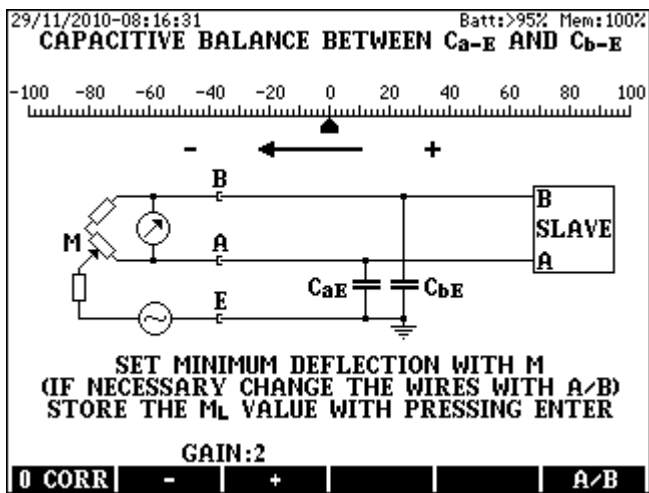 29/11/2010-08:16:31 Batt:>95% Mem:100%
CAPACITIVE BALANCE BETWEEN Ca-E AND Cb-E
-100 -80 -60 -40 -20 0 20 40 60 80 100
- +
B
B
SLAVE
M
A
A
CaE CbE
E
SET MINIMUM DEFLECTION WITH M
(IF NECESSARY CHANGE THE WIRES WITH A/B)
STORE THE ML VALUE WITH PRESSING ENTER
GAIN:2
0 CORR - + A/B